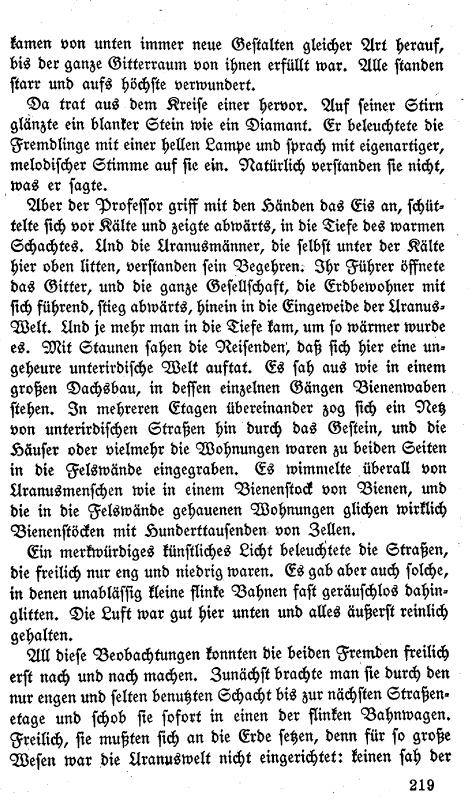 kamen von unten immer neue Gestalten gleicher Art herauf,
bis der ganze Gitterraum von ihnen erfüllt war. Alle standen
starr und aufs höchste verwundert.
Da trat aus dem Kreise einer hervor. Auf seiner Stirn
glänzte ein blanker Stein wie ein Diamant. Er beleuchtete die
Fremdlinge mit einer hellen Lampe und sprach mit eigenartiger,
melodischer Stimme auf sie ein. Natürlich verstanden sie nicht,
was er sagte.
Aber der Professor griff mit den Händen das Eis an, schüt-
telte sich vor Kälte und zeigte abwärts, in die Tiefe des warmen
Schachtes. Und die Uranusmänner, die selbst unter der Kälte
hier oben litten, verstanden sein Begehren. Ihr Führer öffnete
das Gitter, und die ganze Gesellschaft, die Erdbewohner mit
sich führend, stieg abwärts, hinein in die Eingeweide der Uranus-
Welt. Und je mehr man in die Tiefe kam, um so wärmer wurde
es. Mit Staunen sahen die Reisenden, daß sich hier eine un-
geheure unterirdische Welt auftat. Es sah aus wie in einem
großen Dachsbau, in dessen einzelnen Gängen Bienenwaben
stehen. In mehreren Etagen übereinander zog sich ein Netz
von unterirdischen Straßen hin durch das Gestein, und die
Häuser oder vielmehr die Wohnungen waren zu beiden Seiten
in die Felswände eingegraben. Es wimmelte überall von
Uranusmenschen wie in einem Bienenstock von Bienen, und
die in die Felswände gehauenen Wohnungen glichen wirklich
Bienenstöcken mit Hunderttausenden von Zellen.
Ein merkwürdiges künstliches Licht beleuchtete die Straßen,
die freilich nur eng und niedrig waren. Es gab aber auch solche,
in denen unablässig kleine flinke Bahnen fast geräuschlos dahin-
glitten. Die Luft war gut hier unten und alles äußerst reinlich
gehalten.
All diese Beobachtungen konnten die beiden Fremden freilich
erst nach und nach machen. Zunächst brachte man sie durch den
nur engen und selten benutzten Schacht bis zur nächsten Straßen-
etage und schob sie sofort in einen der flinken Bahnwagen.
Freilich, sie mußten sich an die Erde setzen, denn für so große
Wesen war die Uranuswelt nicht eingerichtet: keinen sah der
219